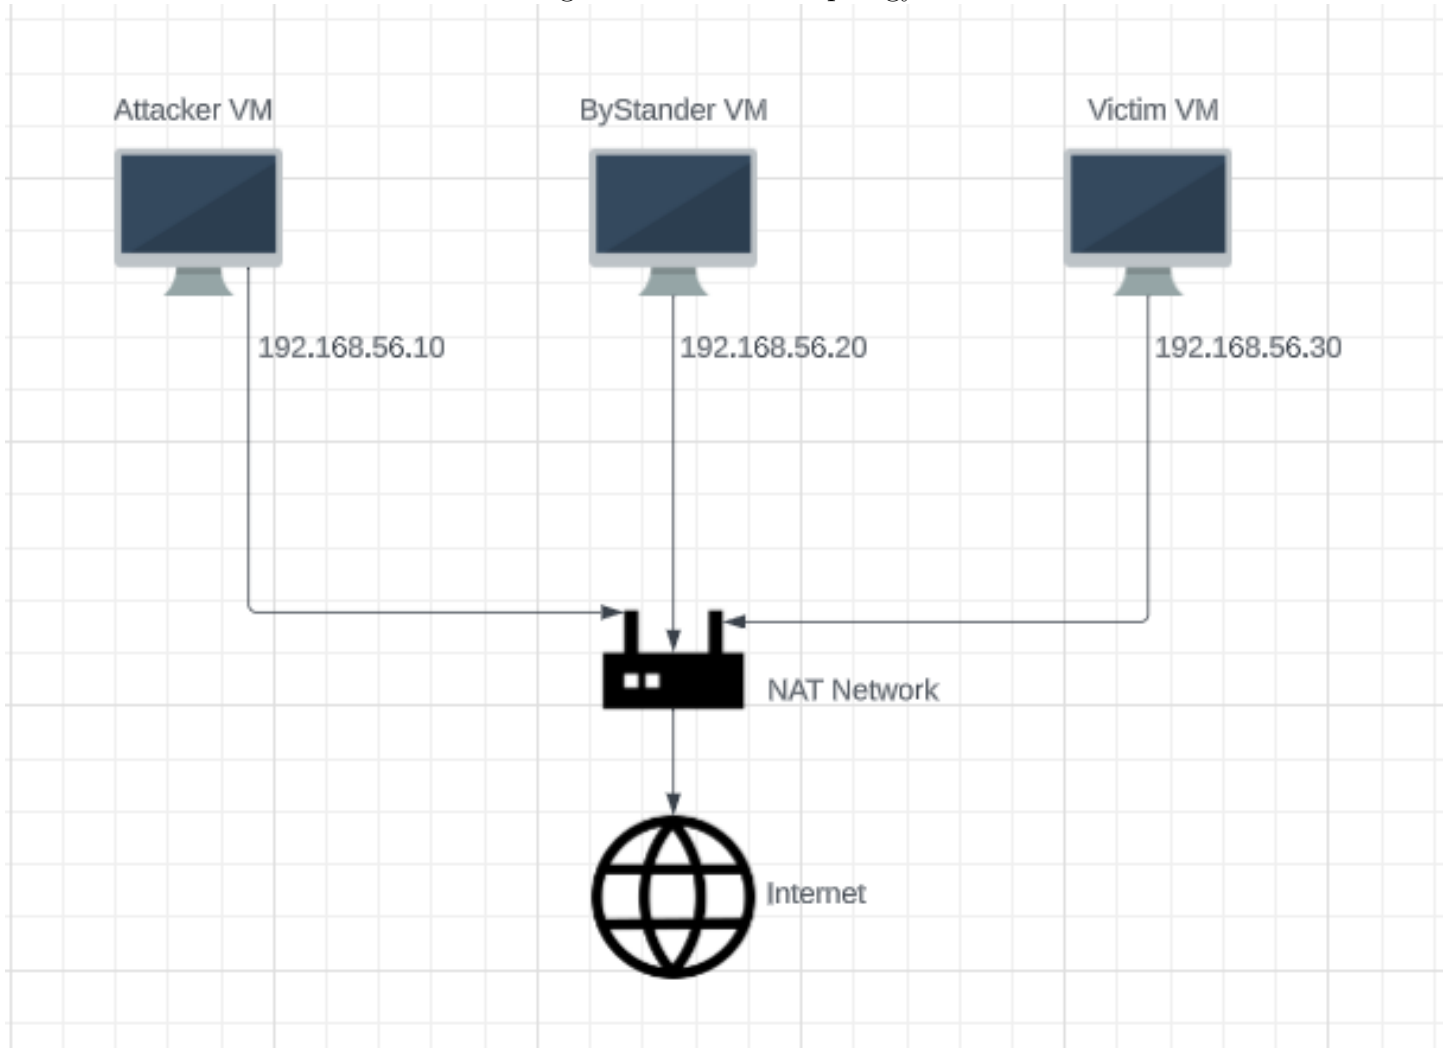 Attacker VM
ByStander VM
Victim VM
192.168.56.10
192.168.56.20
192.168.56.30
NAT Network
Internet